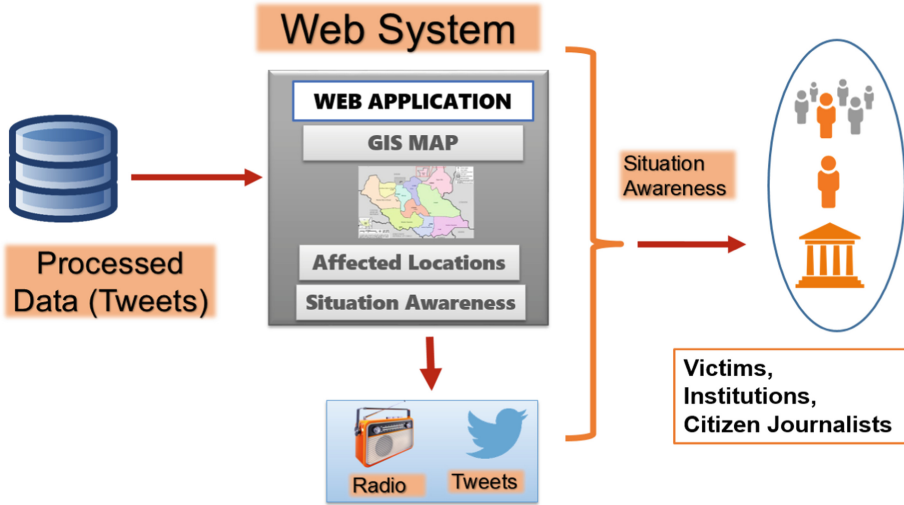 Web System
WEB APPLICATION
GIS MAP
Affected Locations
Situation Awareness
Processed
Data (Tweets)
Radio
Tweets
Situation
Awareness
Victims,
Institutions,
Citizen Journalists